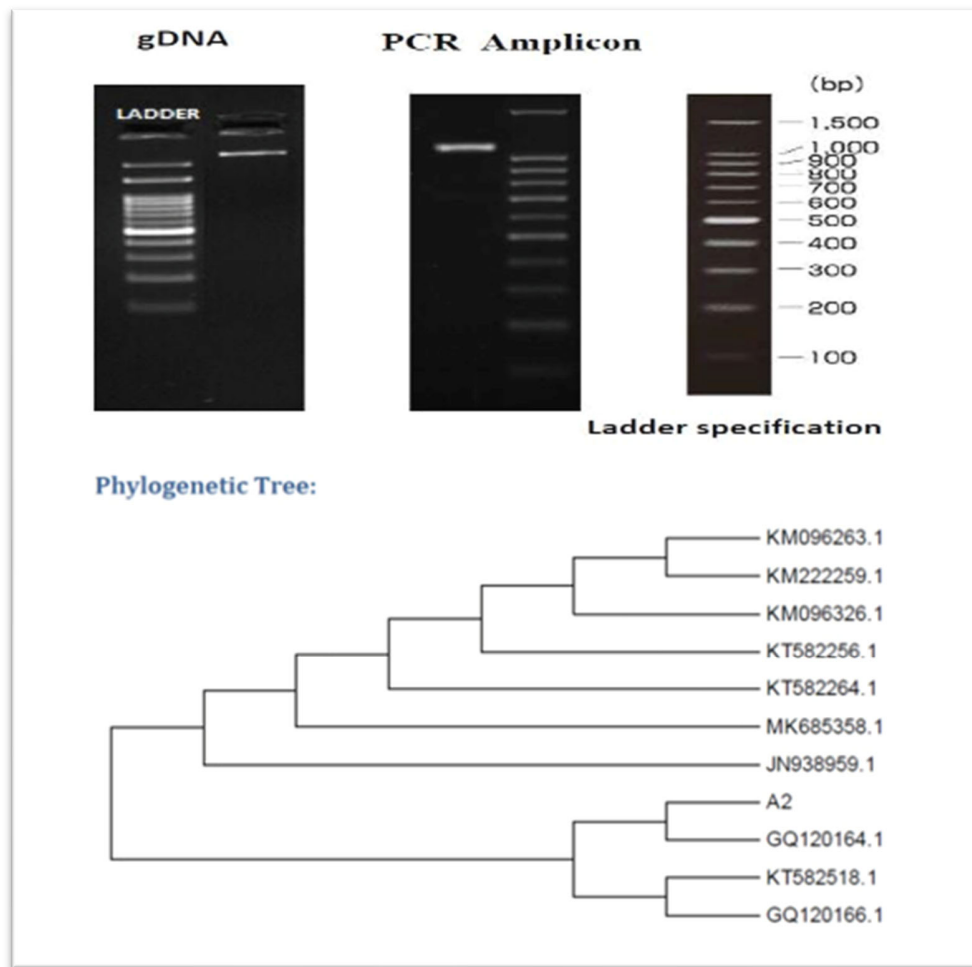 gDNA
PCR Amplicon
LADDER
(bp)
1,500
1,000
900
800
700
600
500
400
300
200
100
Ladder specification
Phylogenetic Tree:
KM096263.1
KM222259.1
KM096326.1
KT582256.1
KT582264.1
MK685358.1
JN938959.1
A2
GQ120164.1
KT582518.1
GQ120166.1